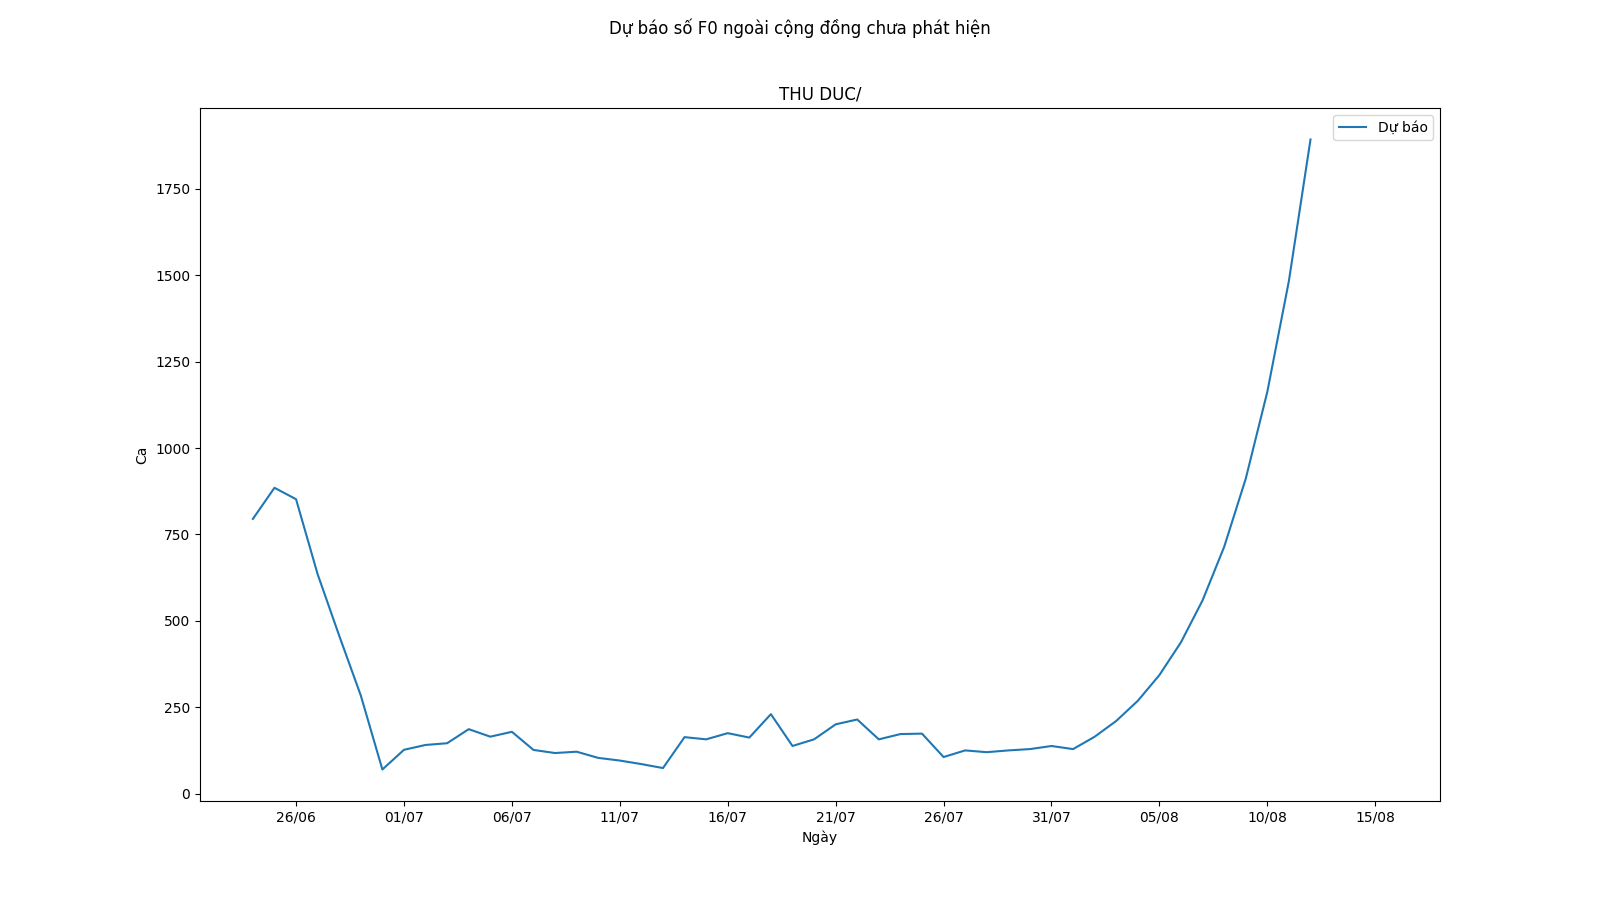 Dự báo số F0 ngoài cộng đồng chưa phát hiện
THU DUC/
Dự báo
1750
1500
1250
1000
750
500
250
0
Ca
26/06 01/07 06/07 11/07 16/07 21/07 26/07 31/07 05/08 10/08 15/08
Ngày